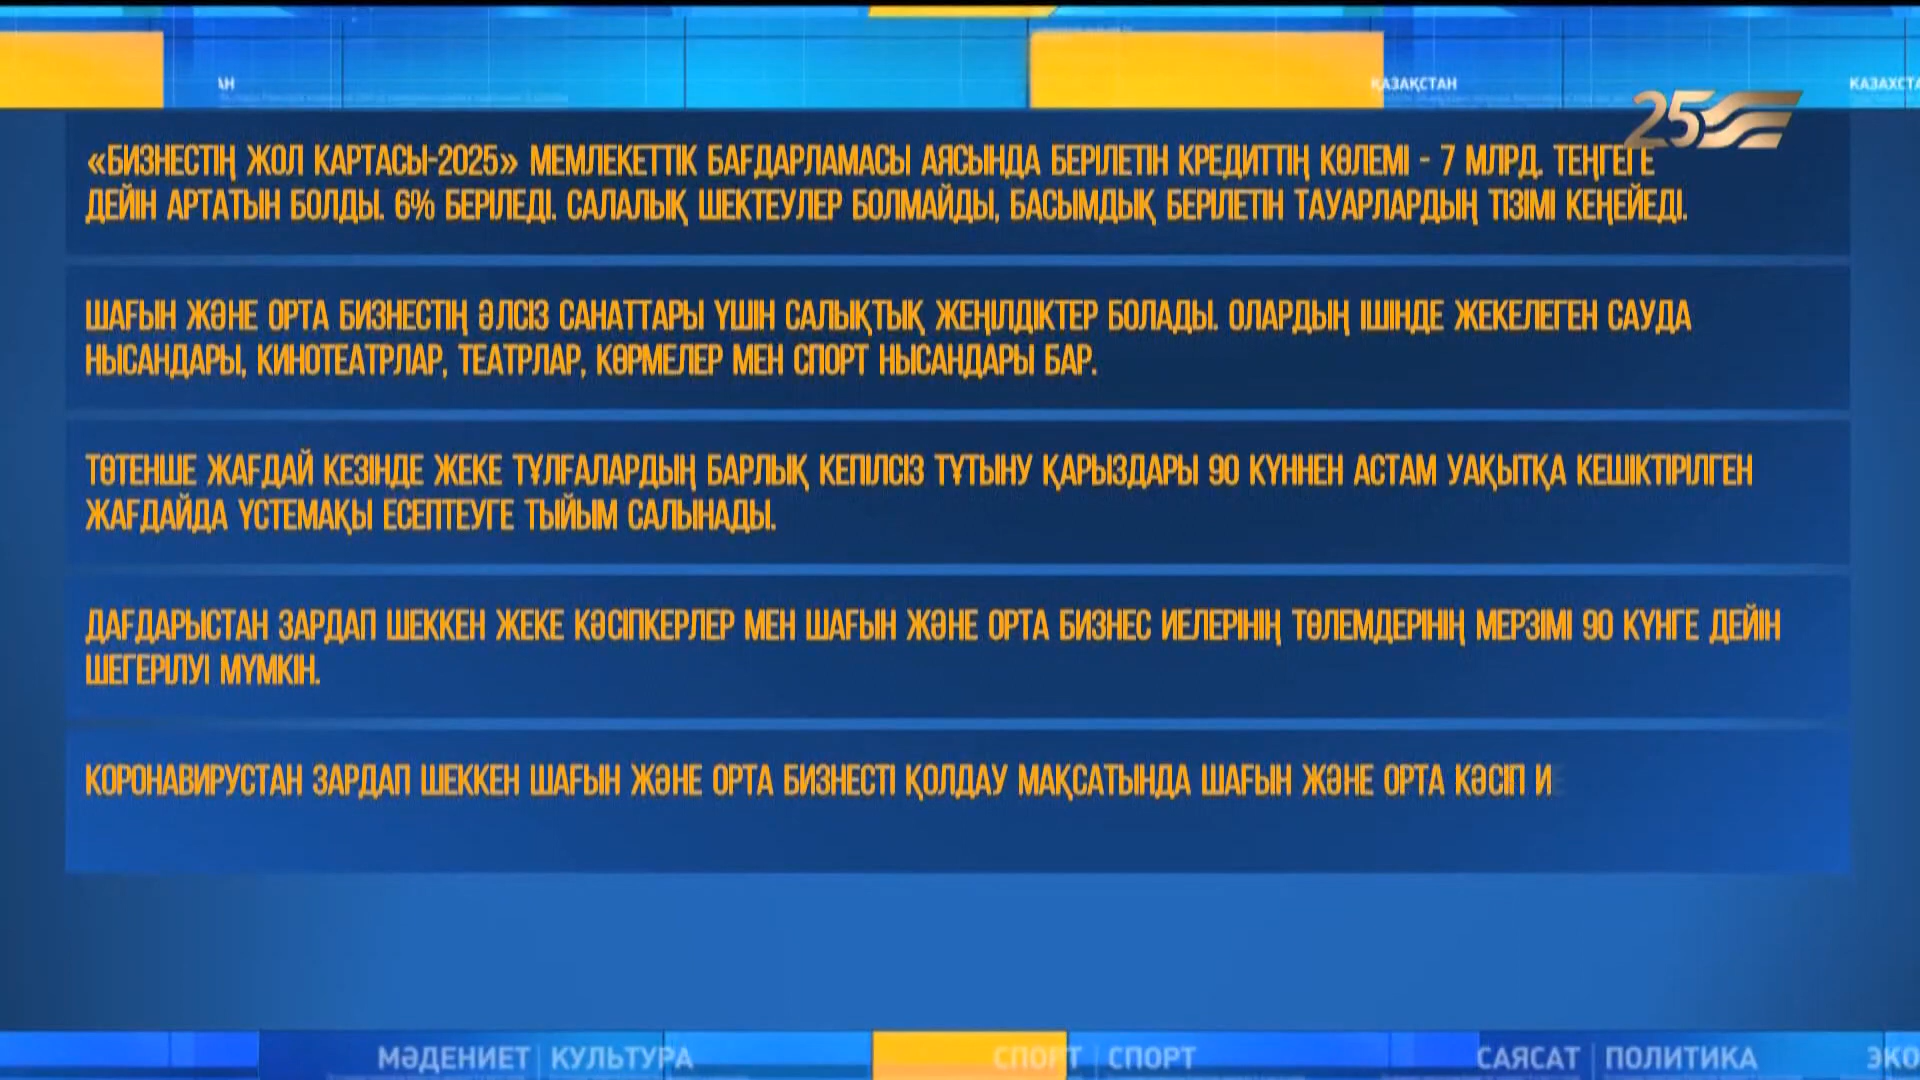 ҚАЗАҚСТАН
25
«БИЗНЕСТІҢ ЖОЛ КАРТАСЫ-2025» МЕМЛЕКЕТТІК БАҒДАРЛАМАСЫ АЯСЫНДА БЕРІЛЕТІН КРЕДИТТІҢ КӨЛЕМІ - 7 МЛРД. ТЕҢГЕГЕ
ДЕЙІН АРТАТЫН БОЛДЫ. 6% БЕРІЛЕДІ. САЛАЛЫҚ ШЕКТЕУЛЕР БОЛМАЙДЫ, БАСЫМДЫҚ БЕРІЛЕТІН ТАУАРЛАРДЫҢ ТІЗІМІ КЕҢЕЙЕДІ.
ШАҒЫН ЖӘНЕ ОРТА БИЗНЕСТІҢ ӘЛСІЗ САНАТТАРЫ ҮШІН САЛЫҚТЫҚ ЖЕҢІЛДІКТЕР БОЛАДЫ. ОЛАРДЫҢ ІШІНДЕ ЖЕКЕЛЕГЕН САУДА
НЫСАНДАРЫ, КИНОТЕАТРЛАР, ТЕАТРЛАР, КӨРМЕЛЕР МЕН СПОРТ НЫСАНДАРЫ БАР.
ТӨТЕНШЕ ЖАҒДАЙ КЕЗІНДЕ ЖЕКЕ ТҰЛҒАЛАРДЫҢ БАРЛЫҚ КЕПІЛСІЗ ТҰТЫНУ ҚАРЫЗДАРЫ 90 КҮННЕН АСТАМ УАҚЫТҚА КЕШІКТІРІЛГЕН
ЖАҒДАЙДА ҮСТЕМАҚЫ ЕСЕПТЕУГЕ ТЫЙЫМ САЛЫНАДЫ.
ДАҒДАРЫСТАН ЗАРДАП ШЕККЕН ЖЕКЕ КӘСІПКЕРЛЕР МЕН ШАҒЫН ЖӘНЕ ОРТА БИЗНЕС ИЕЛЕРІНІҢ ТӨЛЕМДЕРІНІҢ МЕРЗІМІ 90 КҮНГЕ ДЕЙІН
ШЕГЕРІЛУІ МҮМКІН.
КОРОНАВИРУСТАН ЗАРДАП ШЕККЕН ШАҒЫН ЖӘНЕ ОРТА БИЗНЕСТІ ҚОЛДАУ МАҚСАТЫНДА ШАҒЫН ЖӘНЕ ОРТА КӘСІП ИЕ
МӘДЕНИЕТ | КУЛЬТУРА СПОРТ | СПОРТ САЯСАТ | ПОЛИТИКА ЭКО